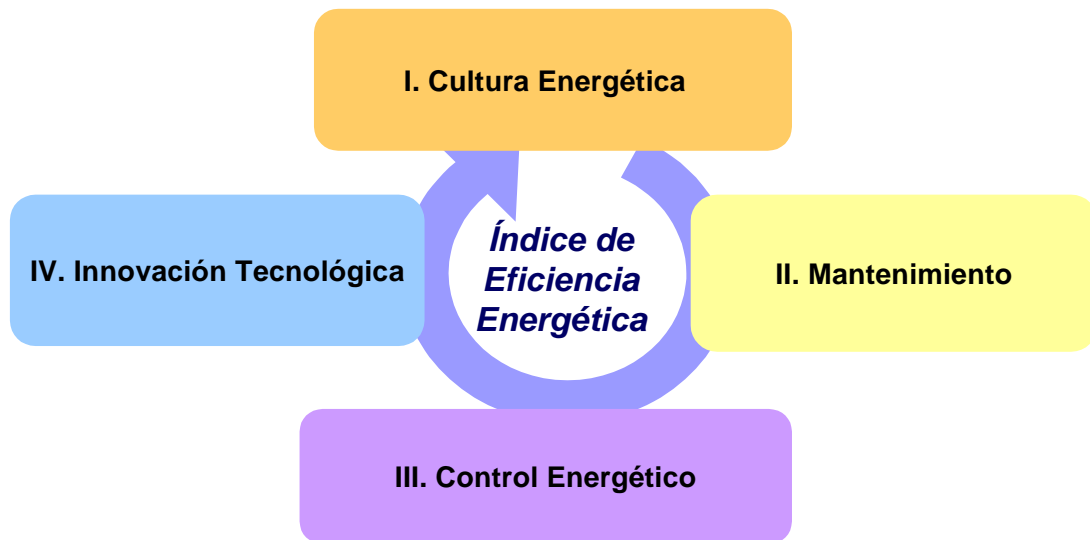 I. Cultura Energética
IV. Innovación Tecnológica
Índice de
Eficiencia
Energética
II. Mantenimiento
III. Control Energético